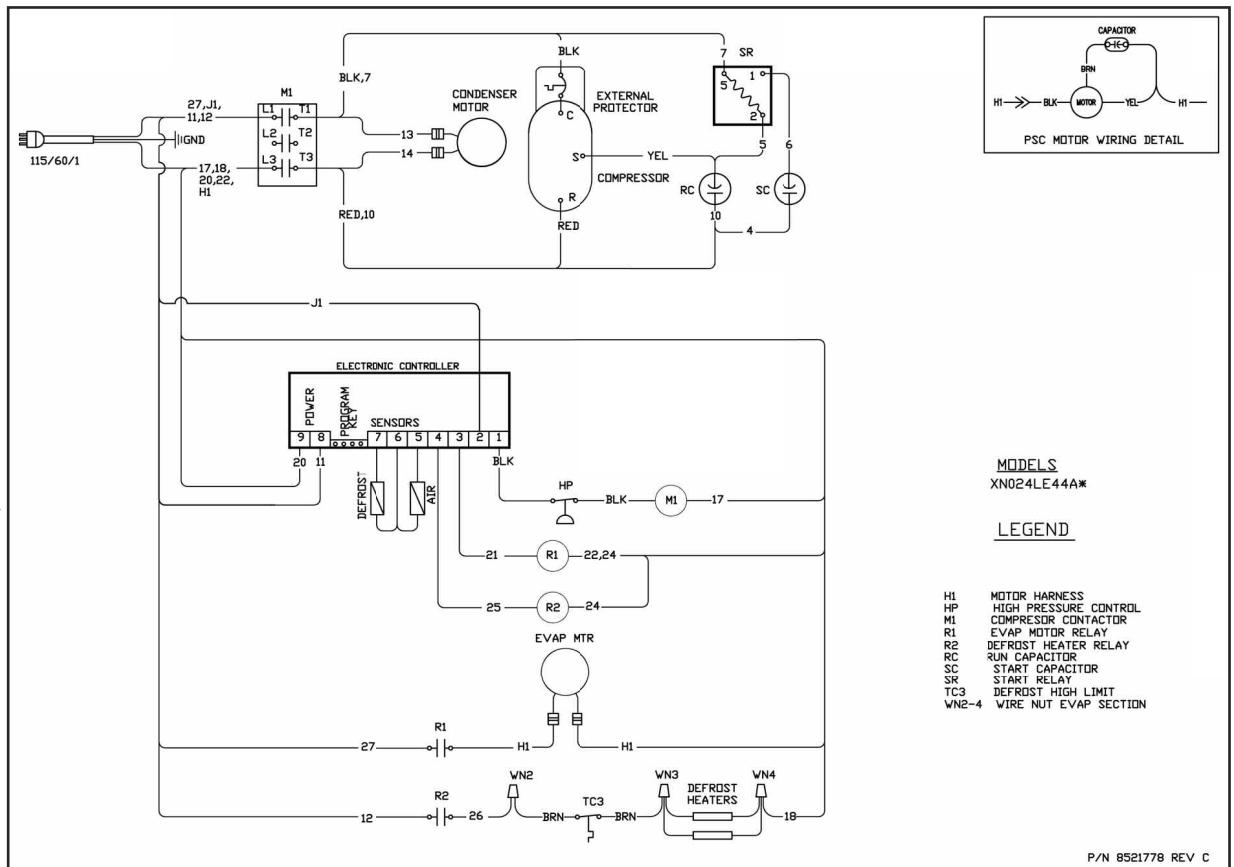 BLK
7
SR
CAPACITOR
BRN
H1
BLK
MOTOR
YEL
H1
PSC MOTOR WIRING DETAIL
BLK,7
M1
27,J1,
11,12
L1
T1
L2
T2
L3
T3
GND
115/60/1
17,18,
20,22,
H1
RED,10
CONDENSER
MOTOR
13
14
EXTERNAL
PROTECTOR
C
S
YEL
COMPRESSOR
R
RED
5
1
2
5
6
RC
SC
10
4
J1
ELECTRONIC CONTROLLER
POWER
PROGRAM
KEY
SENSORS
9
8
7
6
5
4
3
2
1
20
11
BLK
DEFROST
AIR
HP
BLK
M1
17
21
R1
22,24
25
R2
24
EVAP MTR
R1
27
H1
H1
R2
12
26
WN2
BRN
TC3
BRN
WN3
DEFROST
HEATERS
WN4
18
MODELS
XN024LE44A*
LEGEND
H1 MOTOR HARNESS
HP HIGH PRESSURE CONTROL
M1 COMPRESOR CONTACTOR
R1 EVAP MOTOR RELAY
R2 DEFROST HEATER RELAY
RC RUN CAPACITOR
SC START CAPACITOR
SR START RELAY
TC3 DEFROST HIGH LIMIT
WN2-4 WIRE NUT EVAP SECTION
P/N 8521778 REV C